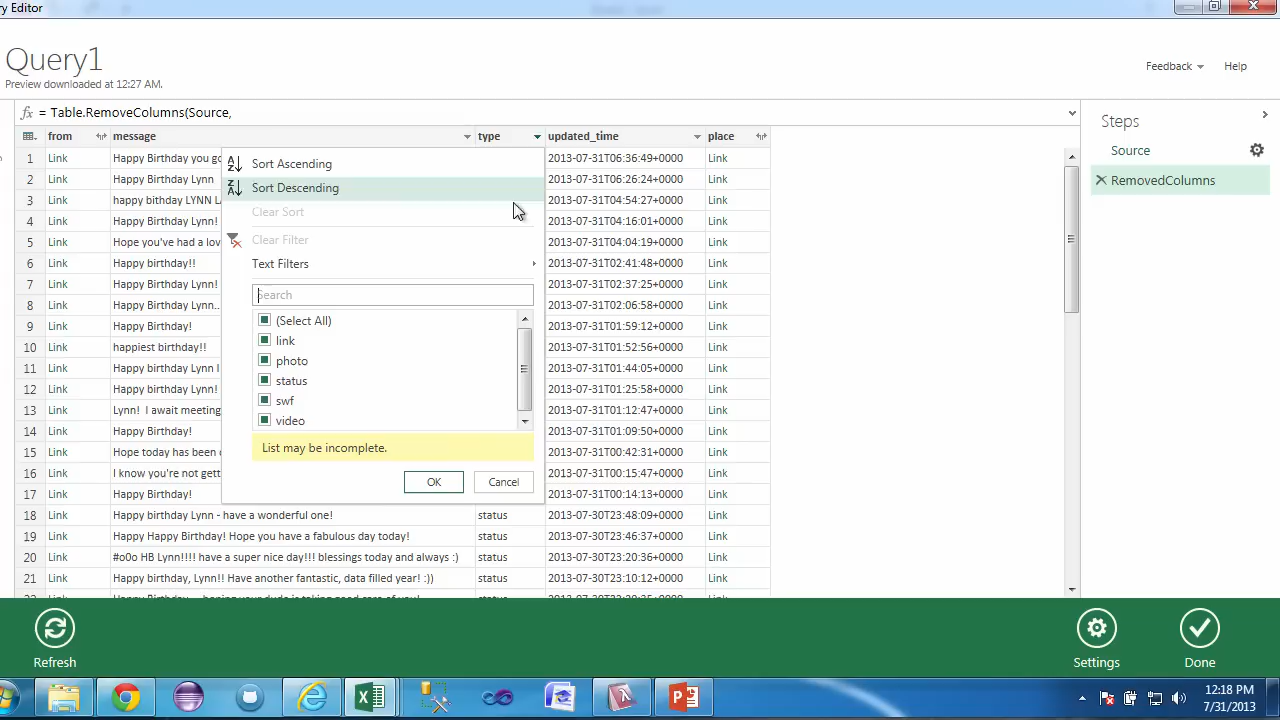 ry Editor
Query1
Preview downloaded at 12:27 AM.
Feedback
Help
fx = Table.RemoveColumns(Source,
from message type updated_time place
Steps
Source
RemovedColumns
1 Link Happy Birthday you go 2013-07-31T06:36:49+0000 Link
2 Link Happy Birthday Lynn 2013-07-31T06:26:24+0000 Link
3 Link happy bithday LYNN L 2013-07-31T04:54:27+0000 Link
4 Link Happy Birthday Lynn! 2013-07-31T04:16:01+0000 Link
5 Link Hope you've had a lov 2013-07-31T04:04:19+0000 Link
6 Link Happy birthday!! 2013-07-31T02:41:48+0000 Link
7 Link Happy Birthday Lynn! 2013-07-31T02:37:25+0000 Link
8 Link Happy Birthday Lynn.. 2013-07-31T02:06:58+0000 Link
9 Link Happy Birthday! 2013-07-31T01:59:12+0000 Link
10 Link happiest birthday!! 2013-07-31T01:52:56+0000 Link
11 Link Happy Birthday Lynn I 2013-07-31T01:44:05+0000 Link
12 Link Happy Birthday Lynn! 2013-07-31T01:25:58+0000 Link
13 Link Lynn! I await meeting 2013-07-31T01:12:47+0000 Link
14 Link Happy Birthday! 2013-07-31T01:09:50+0000 Link
15 Link Hope today has been 2013-07-31T00:42:31+0000 Link
16 Link I know you're not gett 2013-07-31T00:15:47+0000 Link
17 Link Happy Birthday! 2013-07-31T00:14:13+0000 Link
18 Link Happy birthday Lynn - have a wonderful one! status 2013-07-30T23:48:09+0000 Link
19 Link Happy Happy Birthday! Hope you have a fabulous day today! status 2013-07-30T23:46:37+0000 Link
20 Link #o0o HB Lynn!!!! have a super nice day!!! blessings today and always :) status 2013-07-30T23:20:36+0000 Link
21 Link Happy birthday, Lynn!! Have another fantastic, data filled year! :)) status 2013-07-30T23:10:12+0000 Link
Sort Ascending
Sort Descending
Clear Sort
Clear Filter
Text Filters
Search
(Select All)
link
photo
status
swf
video
List may be incomplete.
OK Cancel
Refresh
Settings
Done
12:18 PM
7/31/2013